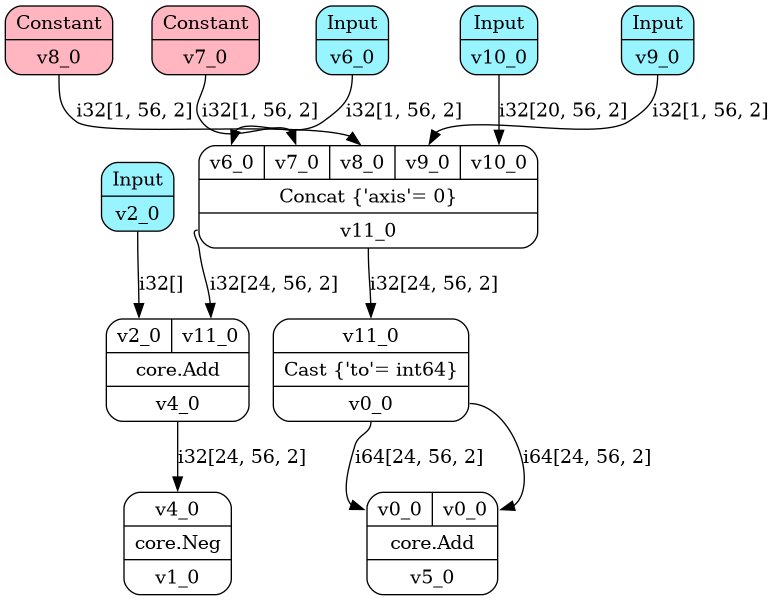 Constant
v8_0
Constant
v7_0
Input
v6_0
Input
v10_0
Input
v9_0
i32[1, 56, 2]
i32[1, 56, 2]
i32[1, 56, 2]
i32[20, 56, 2]
i32[1, 56, 2]
Input
v2_0
v6_0 v7_0 v8_0 v9_0 v10_0
Concat {'axis'= 0}
v11_0
i32[]
i32[24, 56, 2]
i32[24, 56, 2]
v2_0 v11_0
core.Add
v4_0
v11_0
Cast {'to'= int64}
v0_0
i32[24, 56, 2]
i64[24, 56, 2]
i64[24, 56, 2]
v4_0
core.Neg
v1_0
v0_0 v0_0
core.Add
v5_0